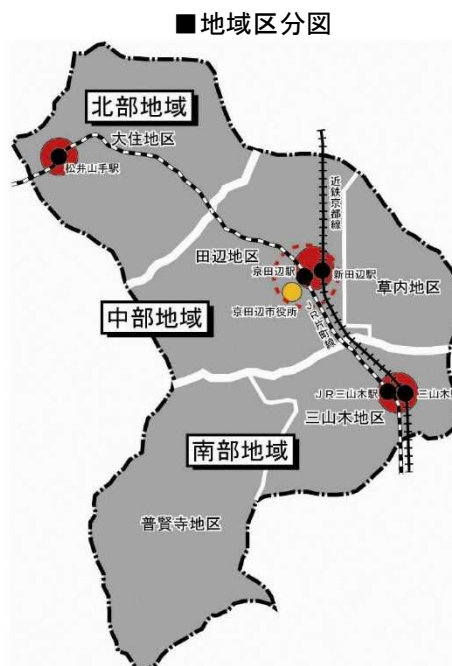 ■地域区分図
北部地域
大住地区
松井山手駅
近鉄京都線
田辺地区
京田辺駅
新田辺駅
草内地区
京田辺市役所
JR片町線
中部地域
JR三山木駅
三山木駅
三山木地区
南部地域
普賢寺地区